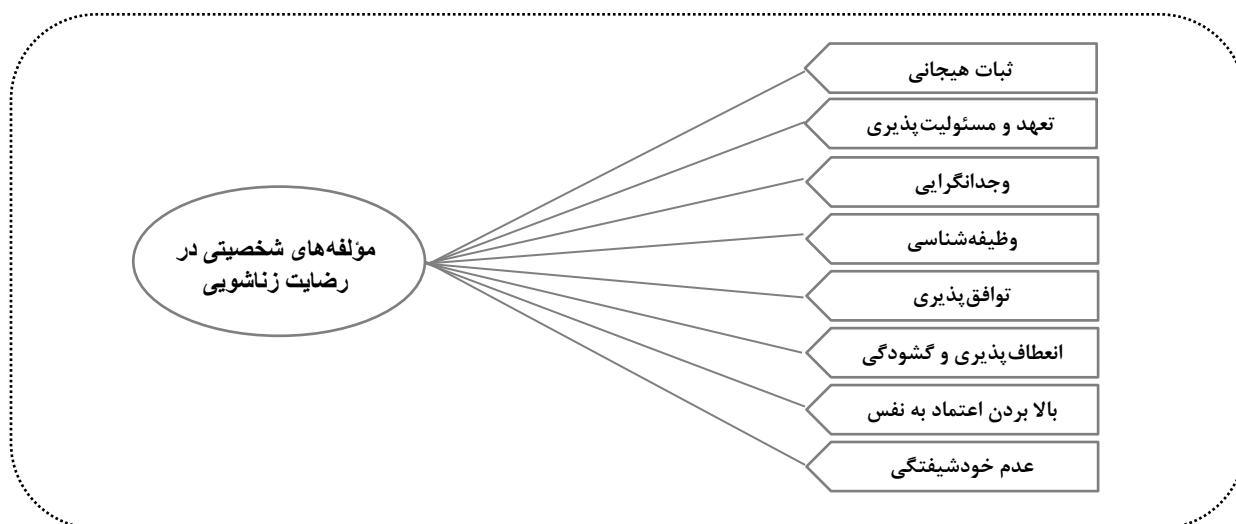 مؤلفه‌های شخصیتی در
رضایت زناشویی
ثبات هیجانی
تعهد و مسئولیت‌پذیری
وجدانگرایی
وظیفه‌شناسی
توافق‌پذیری
انعطاف‌پذیری و گشودگی
بالا بردن اعتماد به نفس
عدم خودشیفتگی